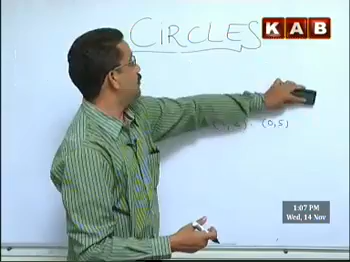 CIRCLES
KAB
(0,5)
1:07 PM
Wed, 14 Nov